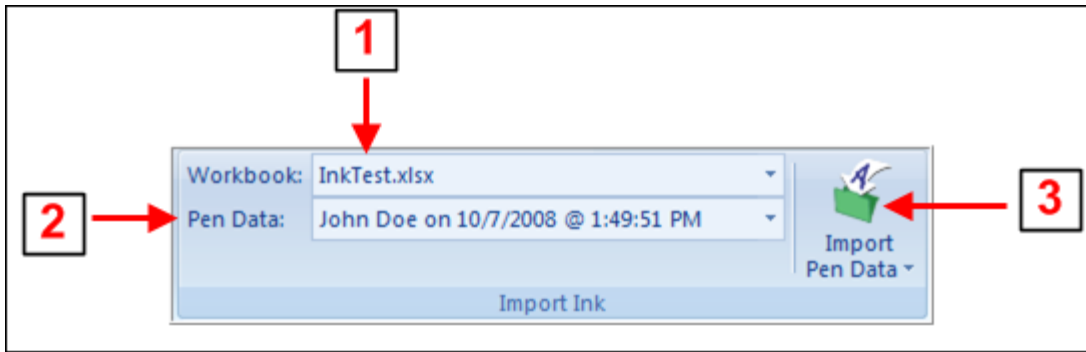 1
Workbook: InkTest.xlsx
2
Pen Data: John Doe on 10/7/2008 @ 1:49:51 PM
3
Import
Pen Data
Import Ink